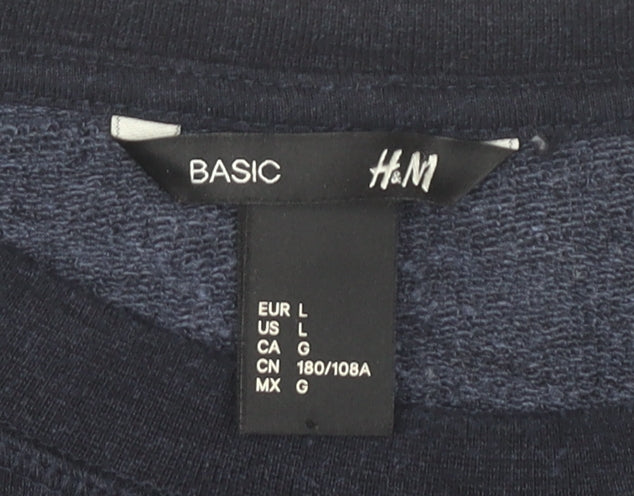 BASIC H&M
EUR L
US L
CA G
CN 180/108A
MX G